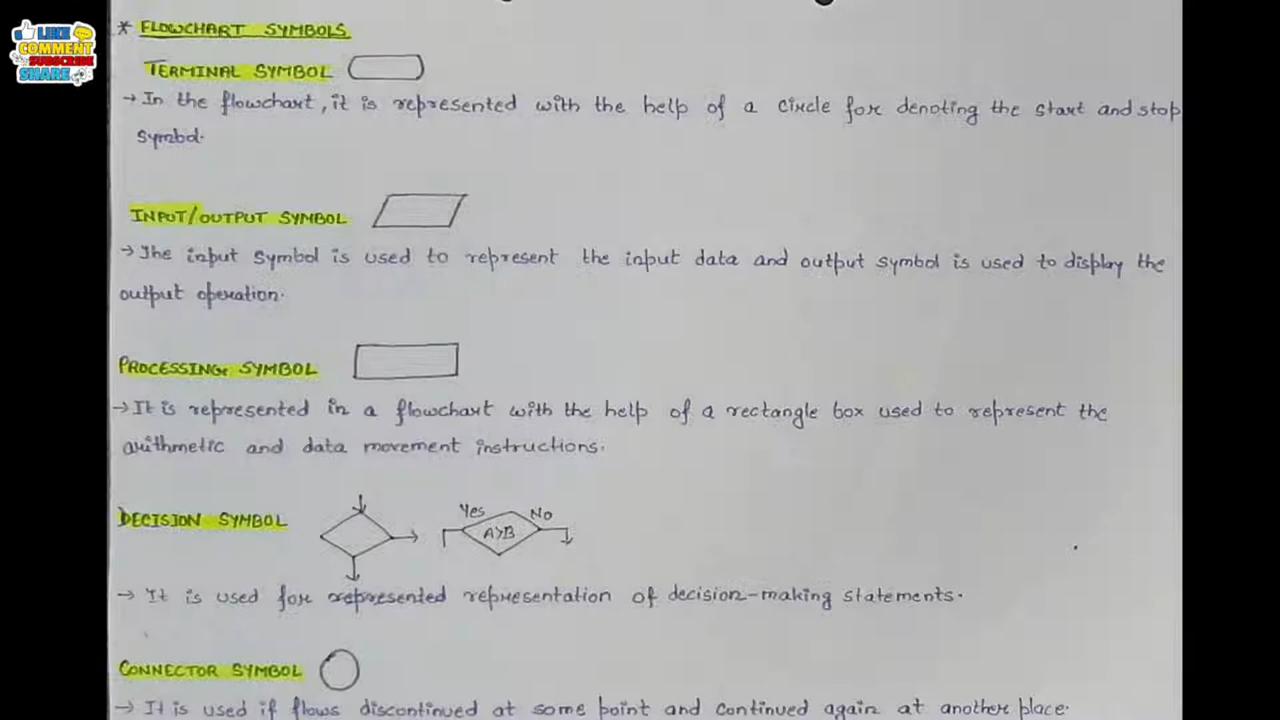 LIKE
COMMENT
SUBSCRIBE
SHARE
* FLOWCHART SYMBOLS
TERMINAL SYMBOL
→ In the flowchart, it is represented with the help of a circle for denoting the start and stop
symbol.
INPUT/OUTPUT SYMBOL
→ The input symbol is used to represent the input data and output symbol is used to display the
output operation.
PROCESSING SYMBOL
→ It is represented in a flowchart with the help of a rectangle box used to represent the
arithmetic and data movement instructions.
DECISION SYMBOL
Yes No
A>B
→ It is used for represented representation of decision-making statements.
CONNECTOR SYMBOL
→ It is used if flows discontinued at some point and continued again at another place.